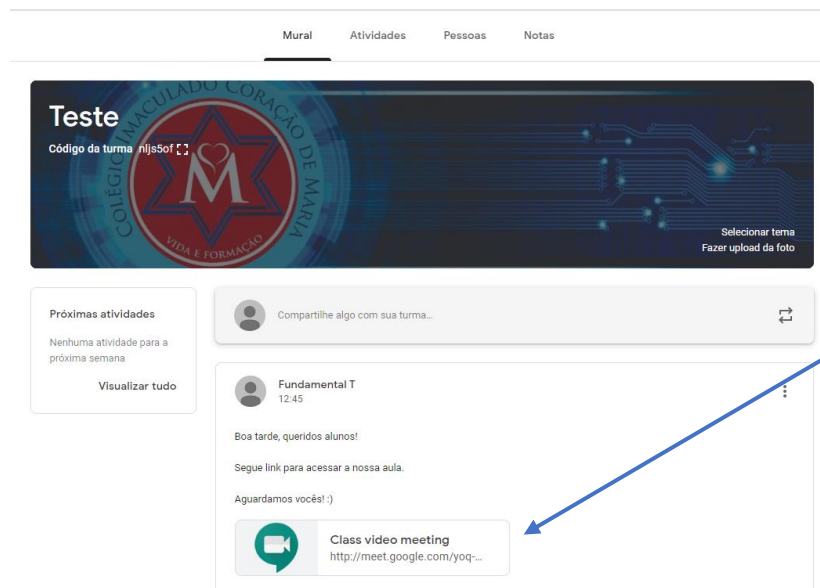 Mural Atividades Pessoas Notas
COLÉGIO IMACULADO CORAÇÃO DE MARIA
M
VIDA E FORMAÇÃO
Teste
Código da turma nljs5of
Selecionar tema
Fazer upload da foto
Próximas atividades
Nenhuma atividade para a
próxima semana
Visualizar tudo
Compartilhe algo com sua turma...
Fundamental T
12:45
Boa tarde, queridos alunos!
Segue link para acessar a nossa aula.
Aguardamos vocês! :)
Class video meeting
http://meet.google.com/yoq-...